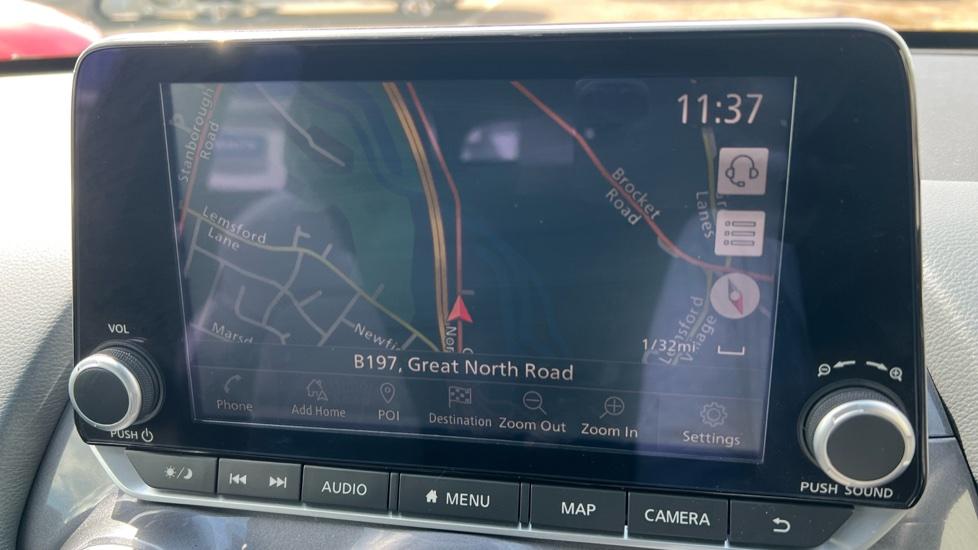 11:37
Stanborough
Road
Brocket
Road
Lanes
Lemsford
Lane
Lemsford
Village
Marsd
Newfi
1/32mi
B197, Great North Road
Phone
Add Home
POI
Destination
Zoom Out
Zoom In
Settings
VOL
PUSH
PUSH SOUND
AUDIO
MENU
MAP
CAMERA